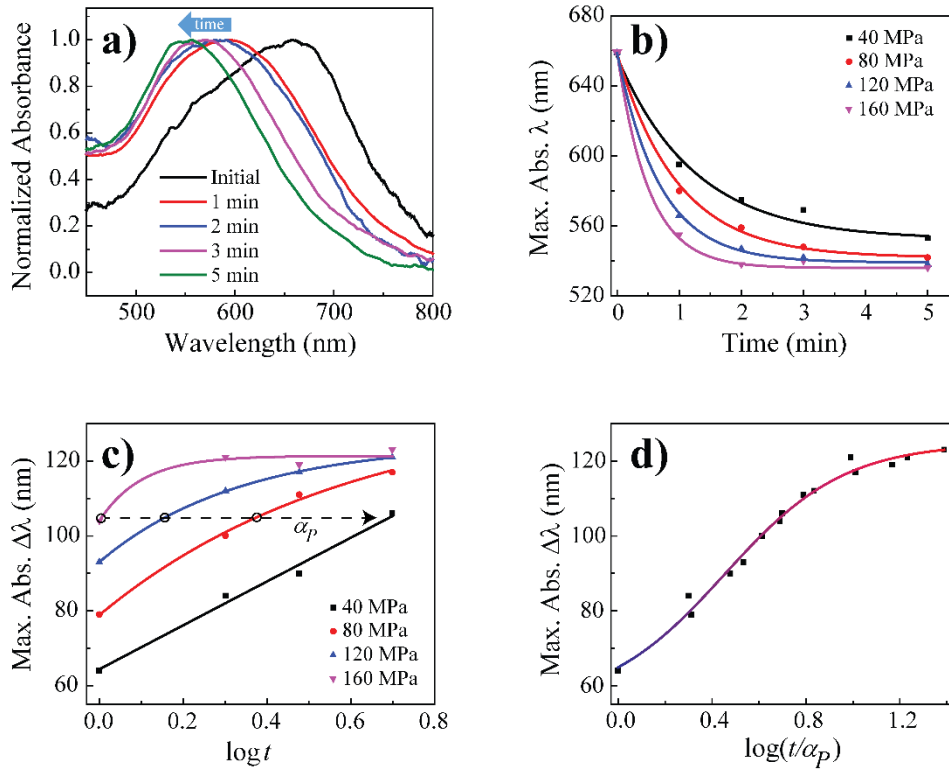 a)
time
1.0
0.8
0.6
0.4
0.2
0.0
Normalized Absorbance
Initial
1 min
2 min
3 min
5 min
500 600 700 800
Wavelength (nm)
b)
680
640
600
560
520
Max. Abs. λ (nm)
40 MPa
80 MPa
120 MPa
160 MPa
0 1 2 3 4 5
Time (min)
c)
120
100
80
60
Max. Abs. Δλ (nm)
αP
40 MPa
80 MPa
120 MPa
160 MPa
0.0 0.2 0.4 0.6 0.8
log t
d)
120
100
80
60
Max. Abs. Δλ (nm)
0.0 0.4 0.8 1.2
log(t/αP)